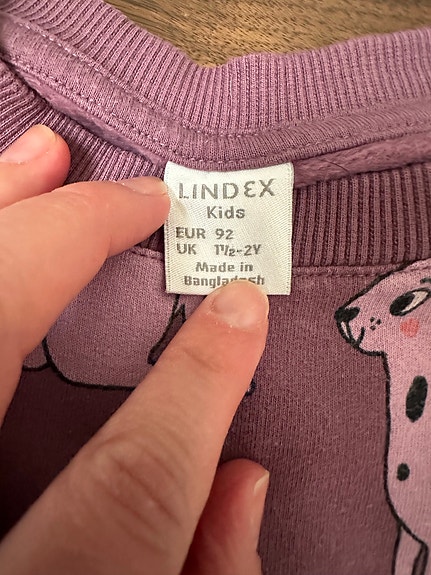 LINDEX
Kids
EUR 92
UK 1½-2Y
Made in
Bangladesh